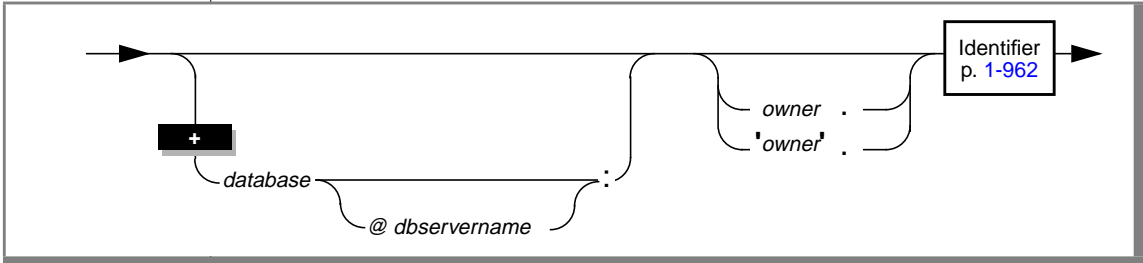 Identifier
p. 1-962
owner .
+
'owner' .
database :
@ dbservername